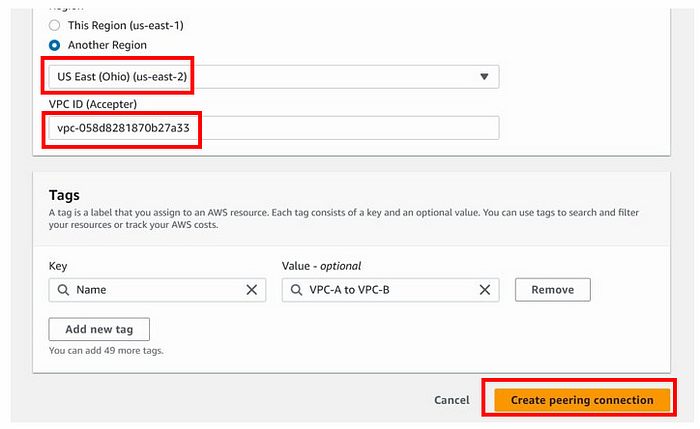 Region
This Region (us-east-1)
Another Region
US East (Ohio) (us-east-2)
VPC ID (Accepter)
vpc-058d8281870b27a33
Tags
A tag is a label that you assign to an AWS resource. Each tag consists of a key and an optional value. You can use tags to search and filter
your resources or track your AWS costs.
Key
Value - optional
Name
VPC-A to VPC-B
Remove
Add new tag
You can add 49 more tags.
Cancel
Create peering connection